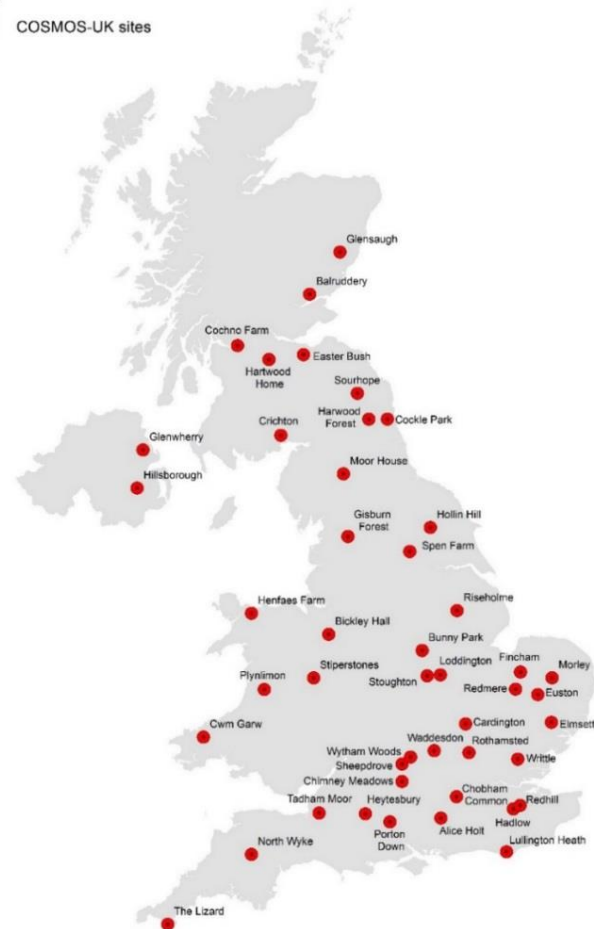 COSMOS-UK sites
Glensaugh
Balruddery
Cochno Farm
Hartwood
Home
Easter Bush
Sourhope
Harwood
Forest
Cockle Park
Crichton
Glenwherry
Hillsborough
Moor House
Gisburn
Forest
Hollin Hill
Spen Farm
Henfaes Farm
Riseholme
Bickley Hall
Bunny Park
Stiperstones
Loddington
Stoughton
Fincham
Morley
Plynlimon
Redmere
Euston
Cwm Garw
Cardington
Elmsett
Waddesdon
Rothamsted
Wytham Woods
Sheepdrove
Writtle
Chimney Meadows
Chobham
Common
Redhill
Tadham Moor
Heytesbury
Hadlow
Porton
Down
Alice Holt
North Wyke
Lullington Heath
The Lizard